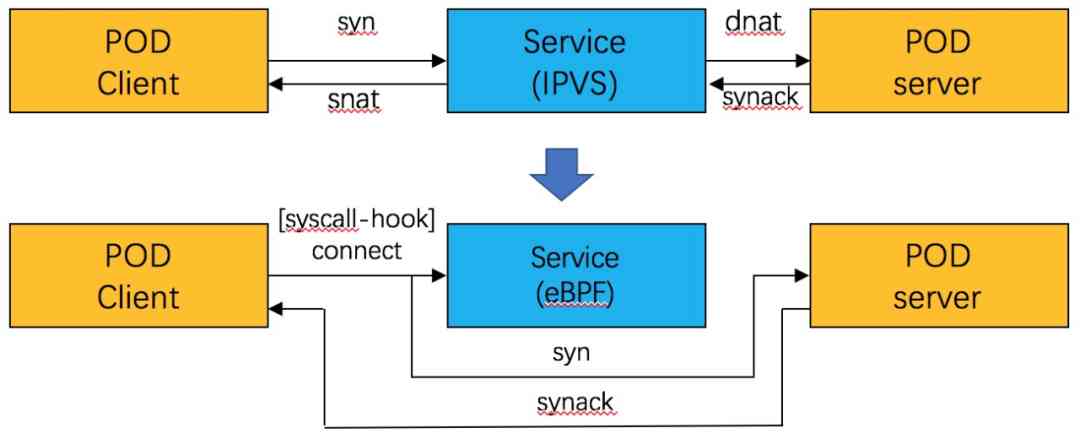 POD
Client
syn
snat
Service
(IPVS)
dnat
synack
POD
server
POD
Client
[syscall-hook]
connect
Service
(eBPF)
POD
server
syn
synack